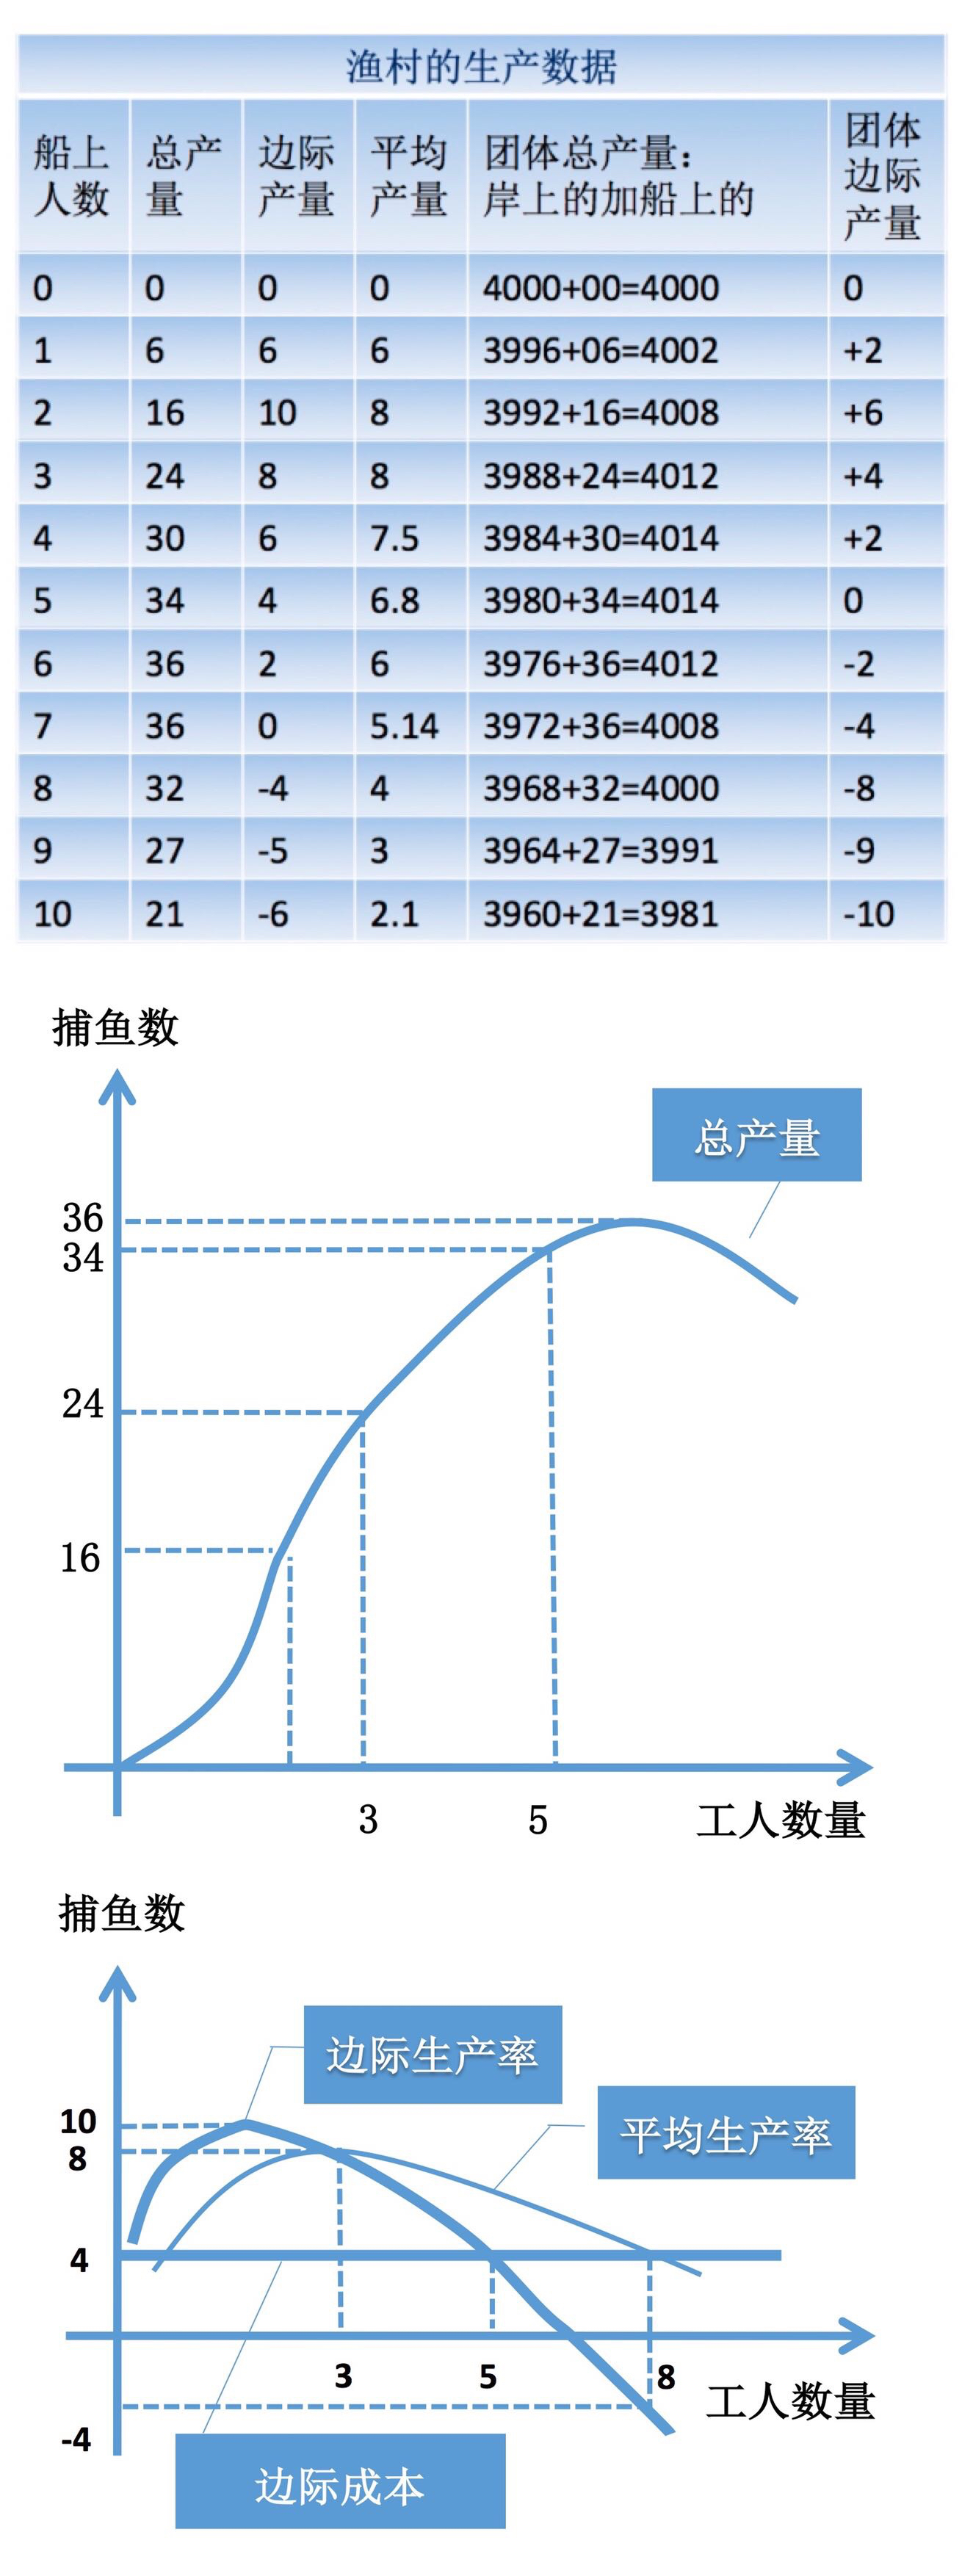 渔村的生产数据
船上人数 总产量 边际产量 平均产量 团体总产量：岸上的加船上的 团体边际产量
0 0 0 0 4000+00=4000 0
1 6 6 6 3996+06=4002 +2
2 16 10 8 3992+16=4008 +6
3 24 8 8 3988+24=4012 +4
4 30 6 7.5 3984+30=4014 +2
5 34 4 6.8 3980+34=4014 0
6 36 2 6 3976+36=4012 -2
7 36 0 5.14 3972+36=4008 -4
8 32 -4 4 3968+32=4000 -8
9 27 -5 3 3964+27=3991 -9
10 21 -6 2.1 3960+21=3981 -10
捕鱼数
总产量
36
34
24
16
3 5 工人数量
捕鱼数
边际生产率
平均生产率
10
8
4
3 5 8 工人数量
-4
边际成本